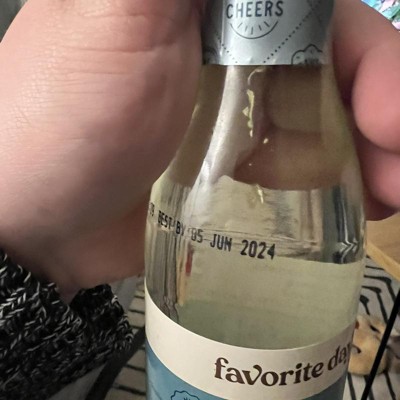 CHEERS
BEST BY 05 JUN 2024
favorite day